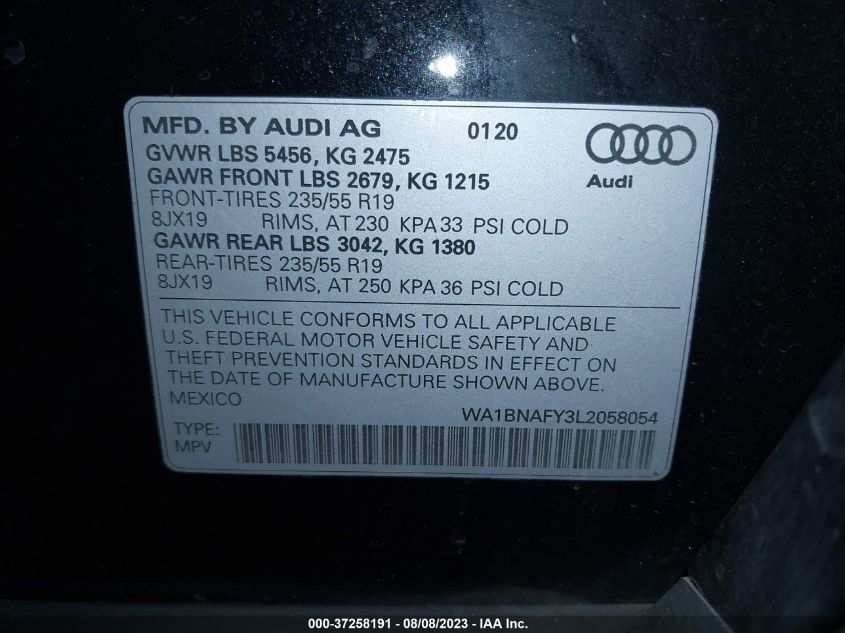 MFD. BY AUDI AG 0120
GVWR LBS 5456, KG 2475
GAWR FRONT LBS 2679, KG 1215
Audi
FRONT-TIRES 235/55 R19
8JX19 RIMS, AT 230 KPA 33 PSI COLD
GAWR REAR LBS 3042, KG 1380
REAR-TIRES 235/55 R19
8JX19 RIMS, AT 250 KPA 36 PSI COLD
THIS VEHICLE CONFORMS TO ALL APPLICABLE
U.S. FEDERAL MOTOR VEHICLE SAFETY AND
THEFT PREVENTION STANDARDS IN EFFECT ON
THE DATE OF MANUFACTURE SHOWN ABOVE.
MEXICO WA1BNAFY3L2058054
TYPE:
MPV
000-37258191 - 08/08/2023 - IAA Inc.